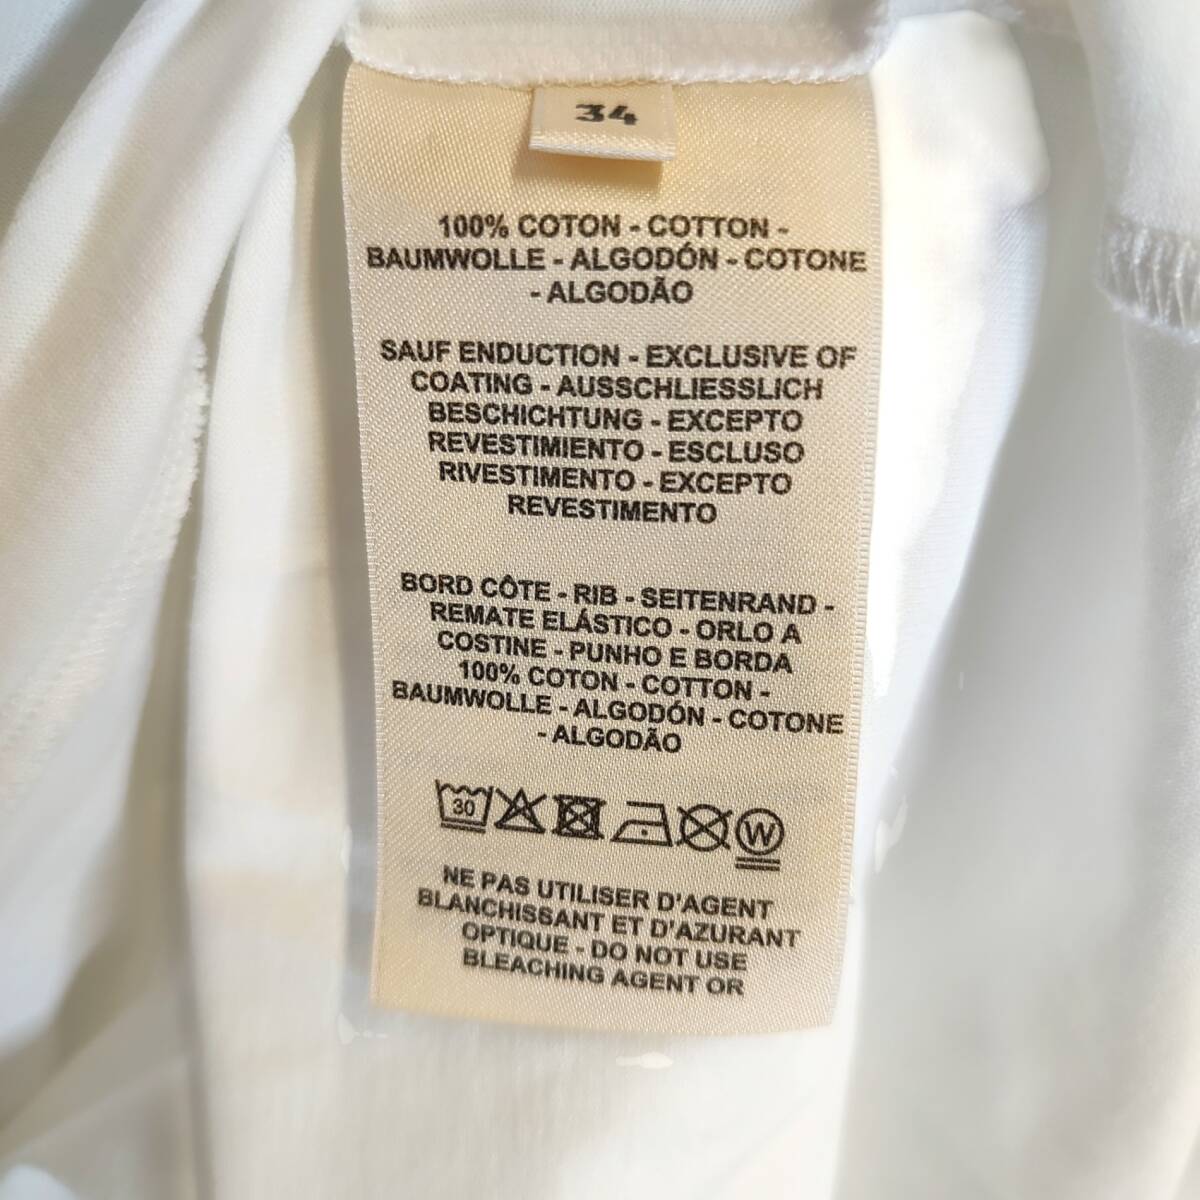 34
100% COTON - COTTON -
BAUMWOLLE - ALGODÓN - COTONE
- ALGODÃO
SAUF ENDUCTION - EXCLUSIVE OF
COATING - AUSSCHLIESSLICH
BESCHICHTUNG - EXCEPTO
REVESTIMIENTO - ESCLUSO
RIVESTIMENTO - EXCEPTO
REVESTIMENTO
BORD CÔTE - RIB - SEITENRAND -
REMATE ELÁSTICO - ORLO A
COSTINE - PUNHO E BORDA
100% COTON - COTTON -
BAUMWOLLE - ALGODÓN - COTONE
- ALGODÃO
30 W
NE PAS UTILISER D'AGENT
BLANCHISSANT ET D'AZURANT
OPTIQUE - DO NOT USE
BLEACHING AGENT OR